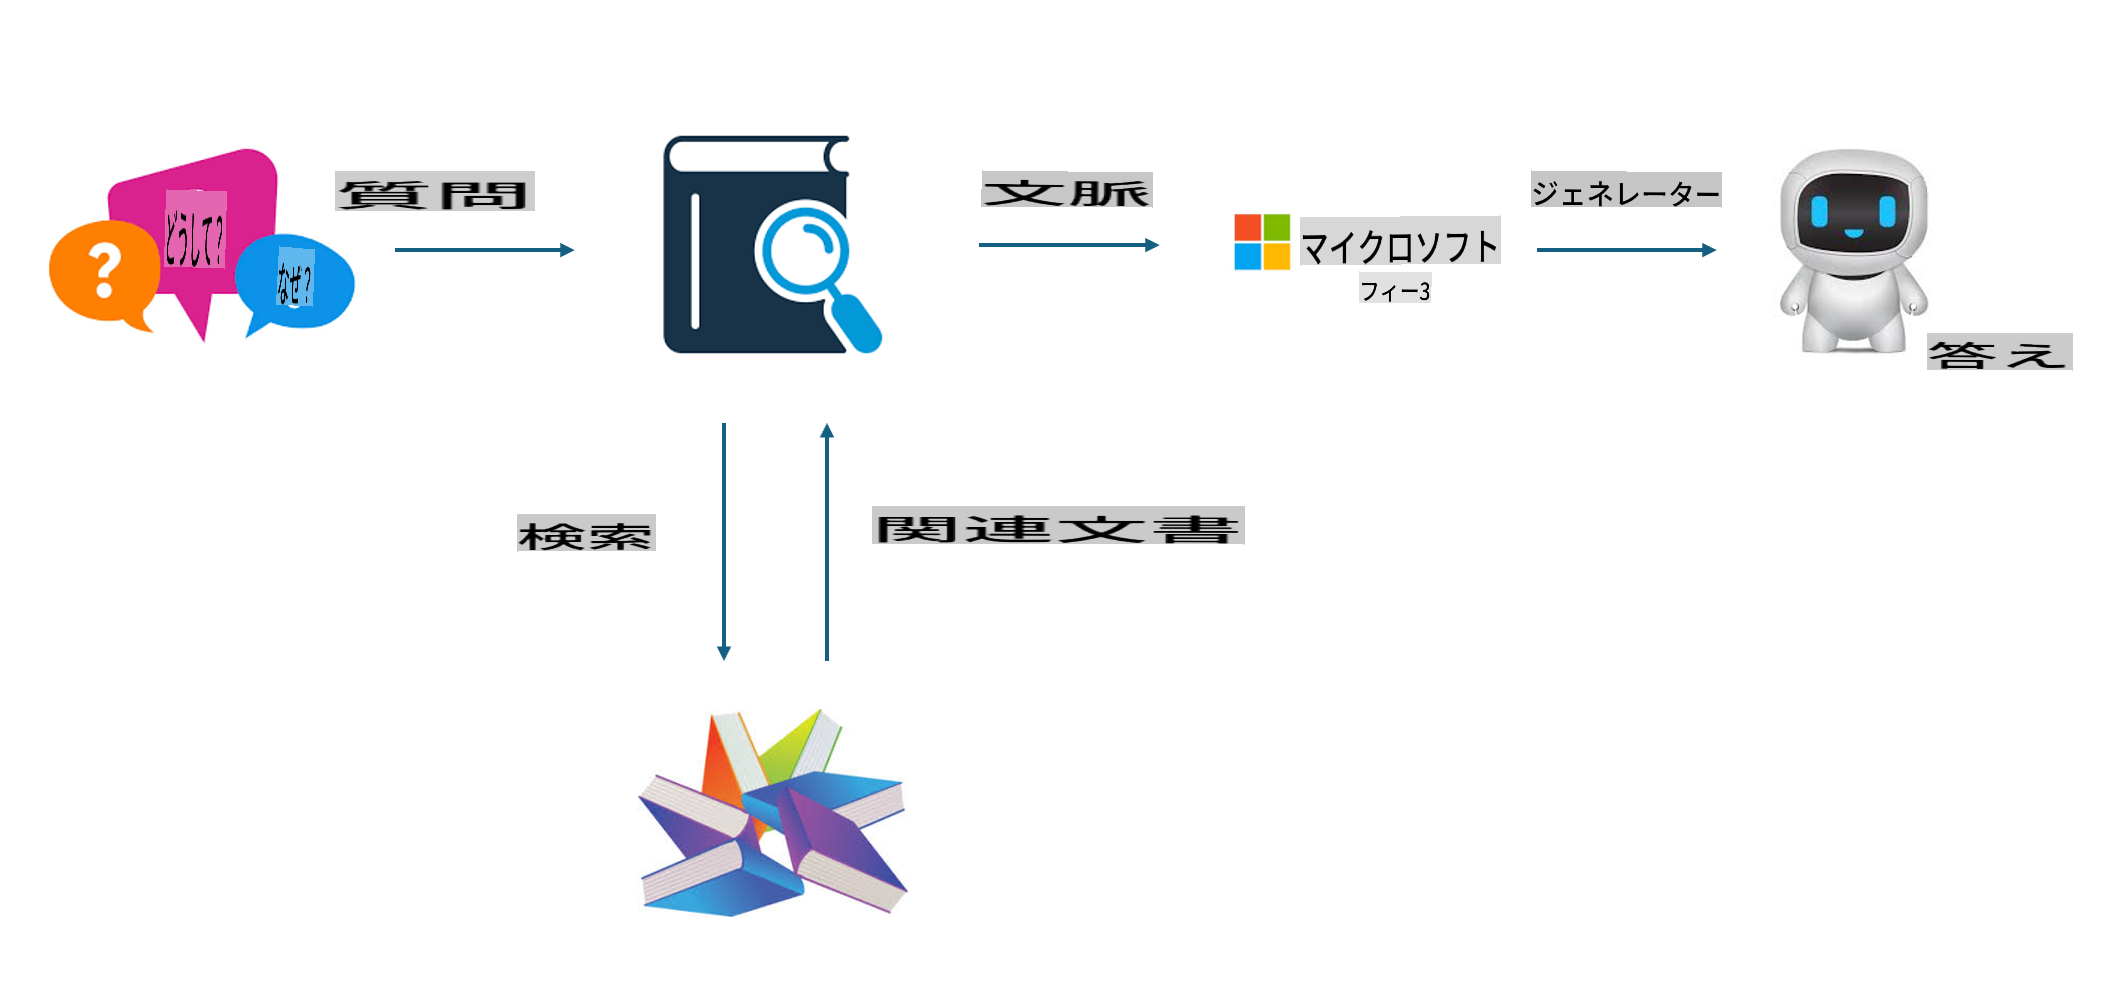 ?
どうして?
なぜ?
質問
文脈
マイクロソフト
フィー3
ジェネレーター
答え
検索
関連文書